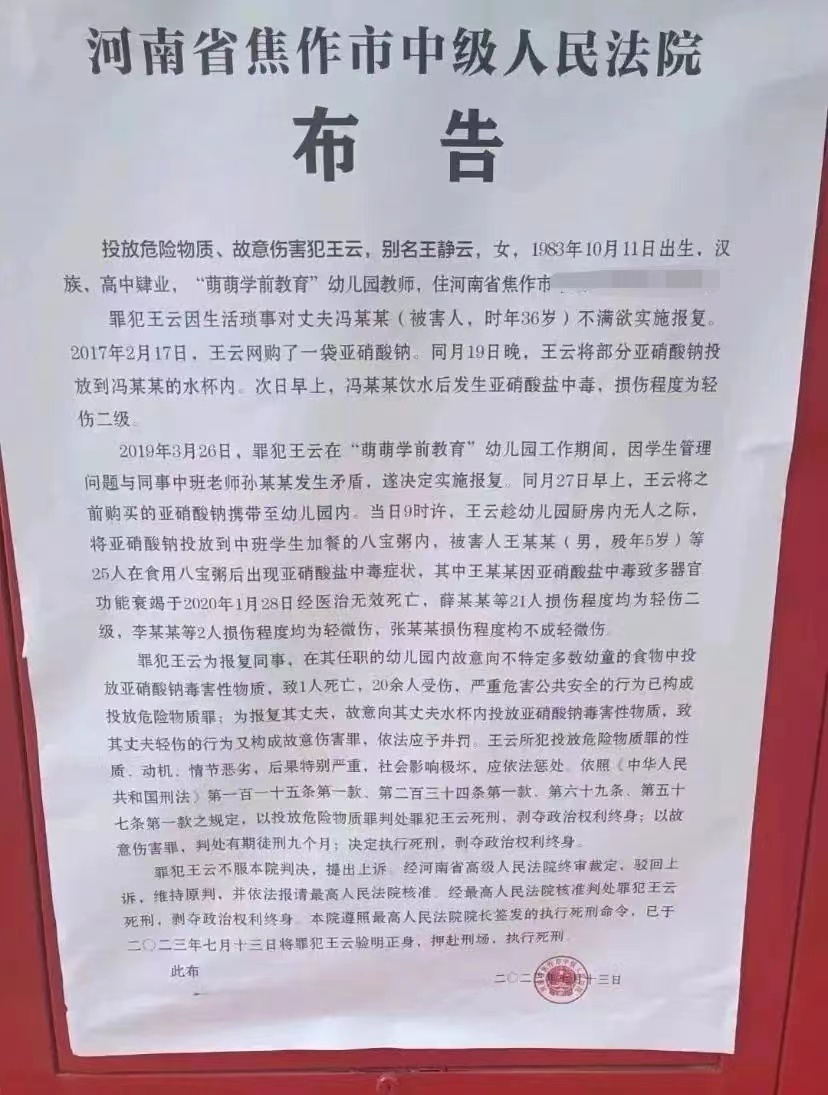 河南省焦作市中级人民法院
布告
投放危险物质、故意伤害犯王云，别名王静云，女，1983年10月11日出生，汉
族，高中肄业，“萌萌学前教育”幼儿园教师，住河南省焦作市
罪犯王云因生活琐事对丈夫冯某某（被害人，时年36岁）不满欲实施报复。
2017年2月17日，王云网购了一袋亚硝酸钠。同月19日晚，王云将部分亚硝酸钠投
放到冯某某的水杯内。次日早上，冯某某饮水后发生亚硝酸盐中毒，损伤程度为轻
伤二级。
2019年3月26日，罪犯王云在“萌萌学前教育”幼儿园工作期间，因学生管理
问题与同事中班老师孙某某发生矛盾，遂决定实施报复。同月27日早上，王云将之
前购买的亚硝酸钠携带至幼儿园内。当日9时许，王云趁幼儿园厨房内无人之际，
将亚硝酸钠投放到中班学生加餐的八宝粥内，被害人王某某（男，殁年5岁）等
25人在食用八宝粥后出现亚硝酸盐中毒症状，其中王某某因亚硝酸盐中毒致多器官
功能衰竭于2020年1月28日经医治无效死亡，薛某某等21人损伤程度均为轻伤二
级，李某某等2人损伤程度均为轻微伤，张某某损伤程度构不成轻微伤。
罪犯王云为报复同事，在其任职的幼儿园内故意向不特定多数幼童的食物中投
放亚硝酸钠毒害性物质，致1人死亡，20余人受伤，严重危害公共安全的行为已构成
投放危险物质罪；为报复其丈夫，故意向其丈夫水杯内投放亚硝酸钠毒害性物质，致
其丈夫轻伤的行为又构成故意伤害罪，依法应予并罚。王云所犯投放危险物质罪的性
质、动机、情节恶劣，后果特别严重，社会影响极坏，应依法惩处。依照《中华人民
共和国刑法》第一百一十五条第一款、第二百三十四条第一款、第六十九条、第五十
七条第一款之规定，以投放危险物质罪判处罪犯王云死刑，剥夺政治权利终身；以故
意伤害罪，判处有期徒刑九个月；决定执行死刑，剥夺政治权利终身。
罪犯王云不服本院判决，提出上诉。经河南省高级人民法院终审裁定，驳回上
诉，维持原判，并依法报请最高人民法院核准。经最高人民法院核准判处罪犯王云
死刑，剥夺政治权利终身。本院遵照最高人民法院院长签发的执行死刑命令，已于
二〇二三年七月十三日将罪犯王云验明正身，押赴刑场，执行死刑。
此布
二〇二 月十三日